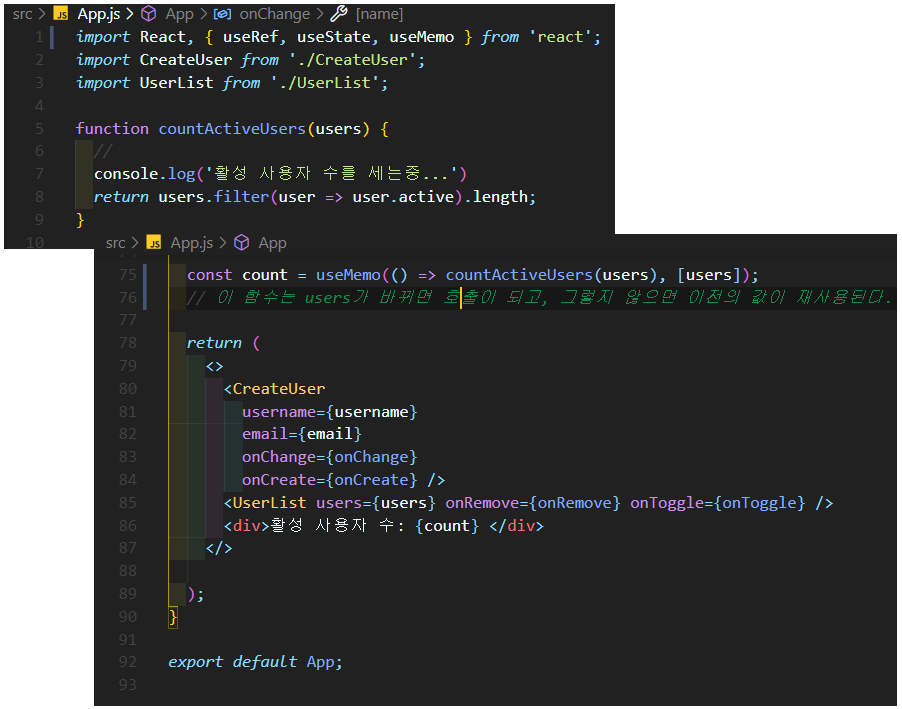 src > JS App.js > App > onChange > [name]
1 import React, { useRef, useState, useMemo } from 'react';
2 import CreateUser from './CreateUser';
3 import UserList from './UserList';
4
5 function countActiveUsers(users) {
6 //
7 console.log('활성 사용자 수를 세는중...')
8 return users.filter(user => user.active).length;
9 }
10
src > JS App.js > App
75 const count = useMemo(() => countActiveUsers(users), [users]);
76 // 이 함수는 users가 바뀌면 호출이 되고, 그렇지 않으면 이전의 값이 재사용된다.
77
78 return (
79 <>
80 <CreateUser
81 username={username}
82 email={email}
83 onChange={onChange}
84 onCreate={onCreate} />
85 <UserList users={users} onRemove={onRemove} onToggle={onToggle} />
86 <div>활성 사용자 수: {count} </div>
87 </>
88
89 );
90 }
91
92 export default App;
93